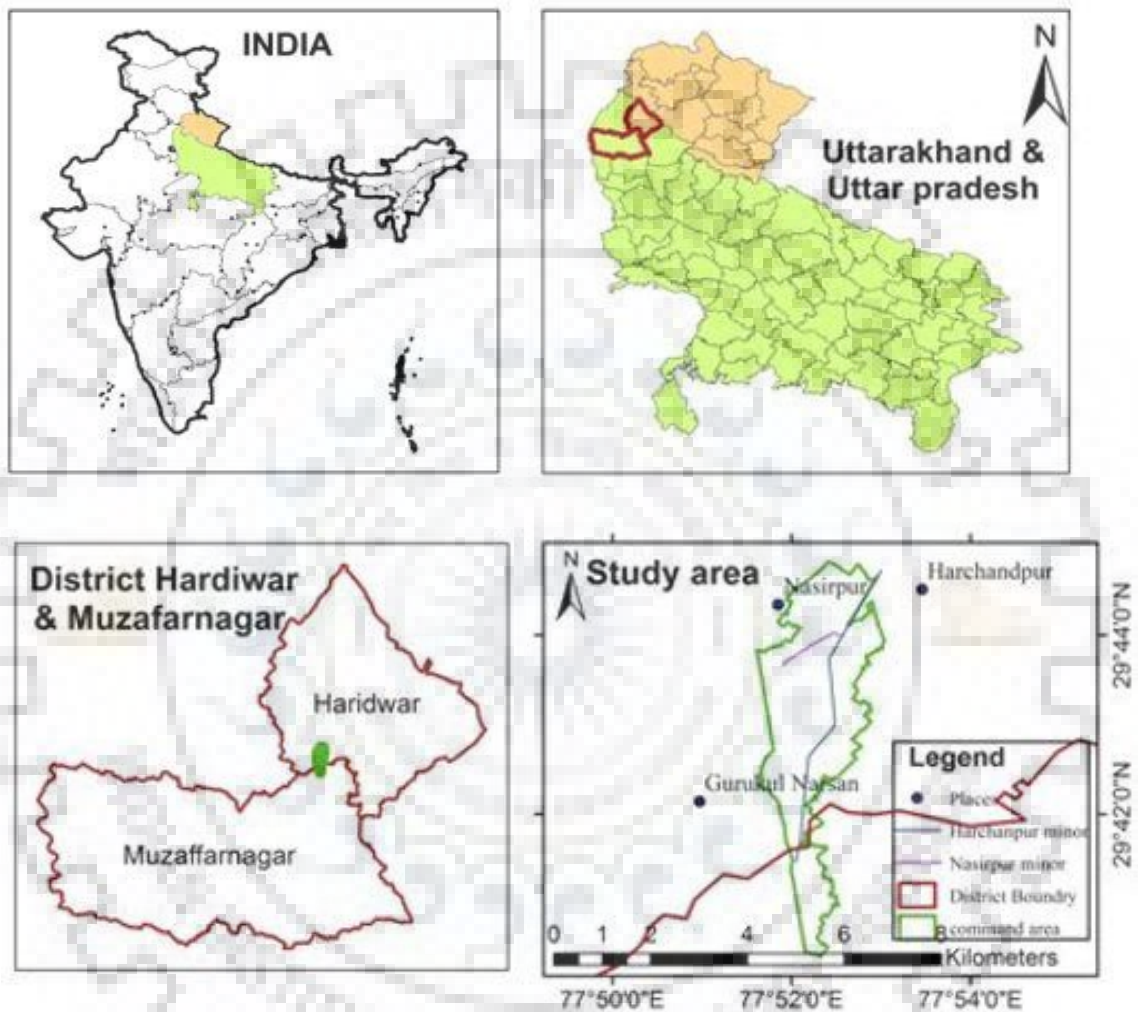 INDIA
N
Uttarakhand &
Uttar pradesh
District Hardiwar
& Muzafarnagar
Haridwar
Muzaffarnagar
N
Study area
Nasirpur
Harchandpur
Gurukul Narsan
Legend
Place
Harchanpur minor
Nasirpur minor
District Boundry
command area
0 1 2 4 6 8
Kilometers
77°50'0"E 77°52'0"E 77°54'0"E
29°44'0"N
29°42'0"N